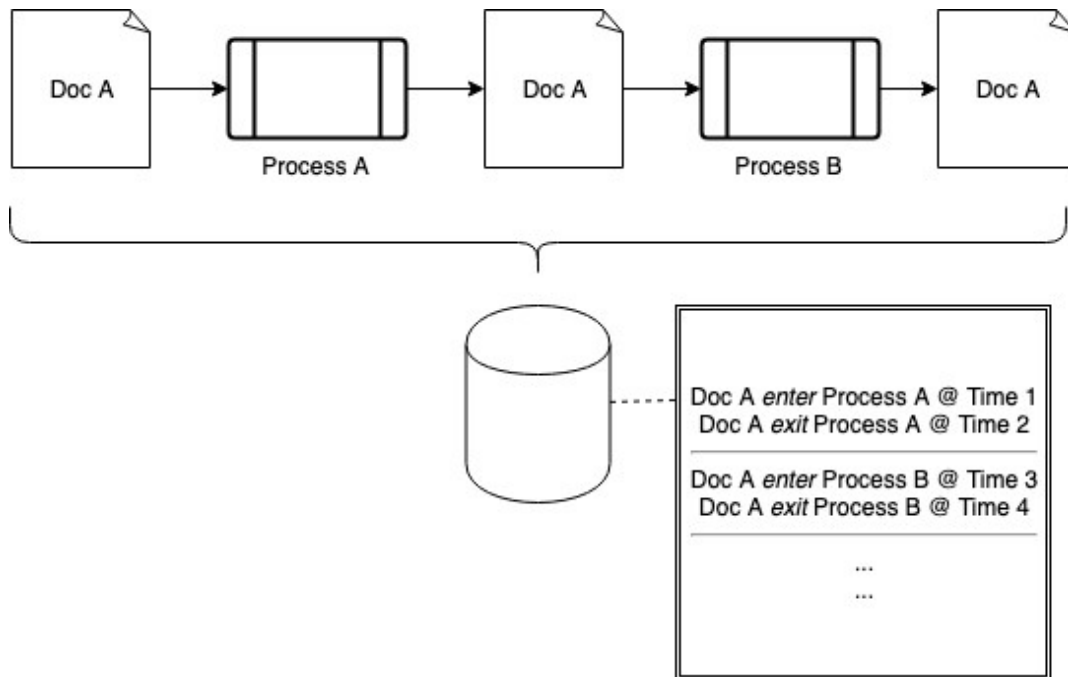 Doc A
Doc A
Doc A
Process A
Process B
Doc A enter Process A @ Time 1
Doc A exit Process A @ Time 2
Doc A enter Process B @ Time 3
Doc A exit Process B @ Time 4
...
...